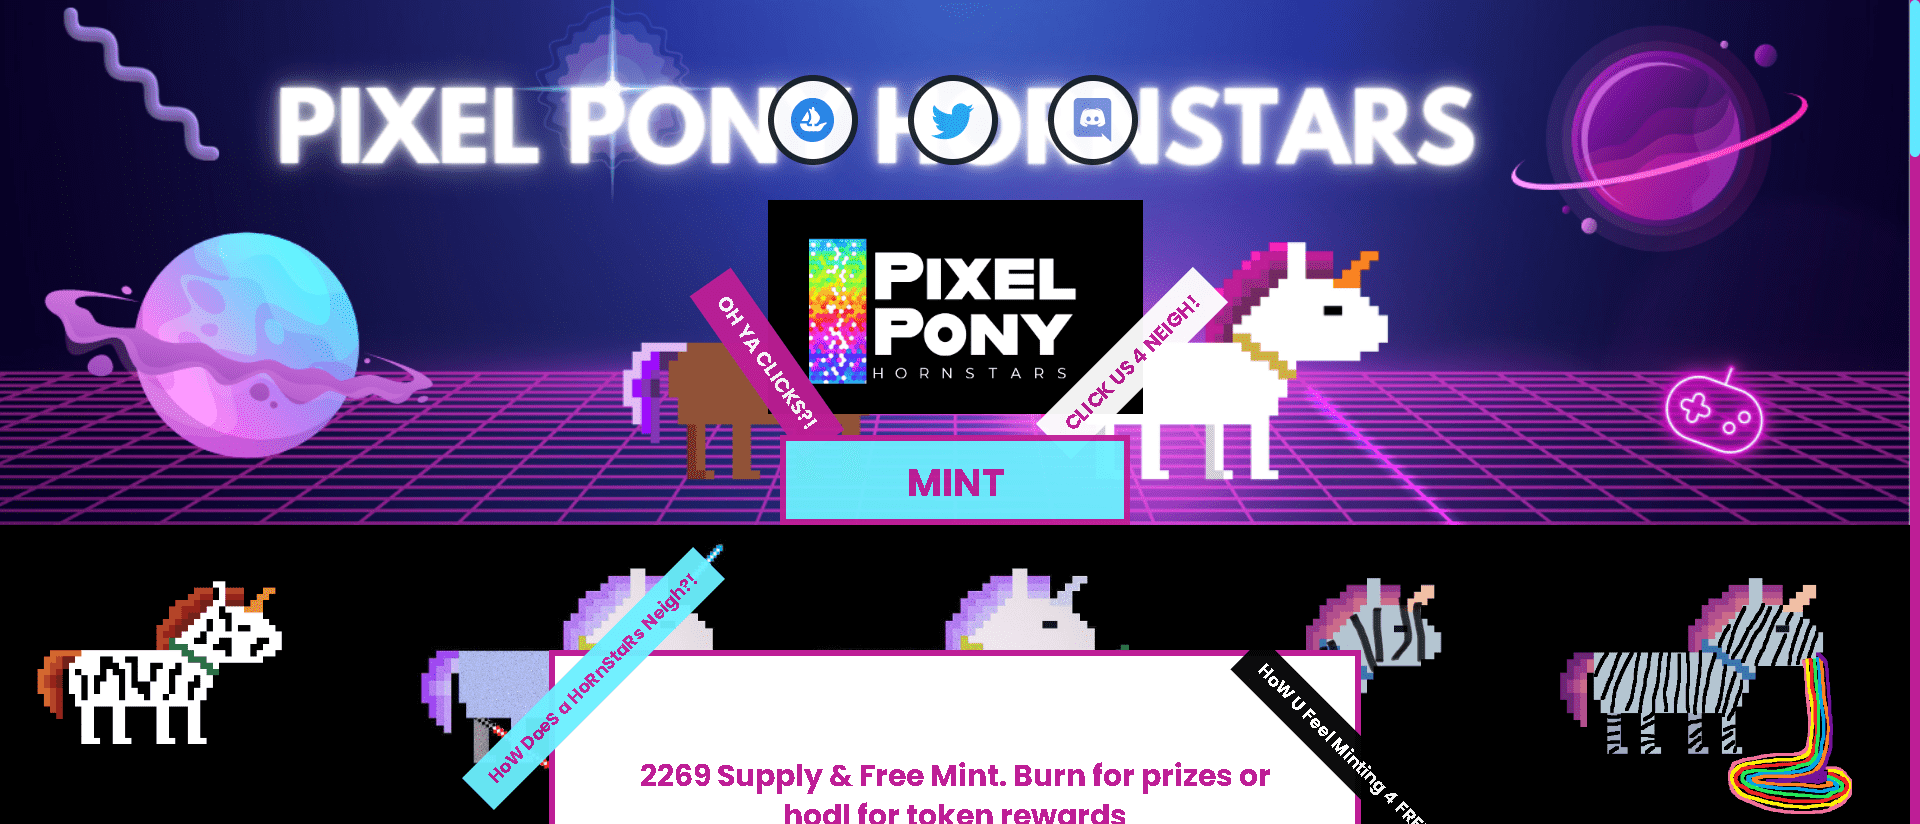 PIXEL PONY HORNSTARS
PIXEL
PONY
HORNSTARS
OH YA CLICKS?!
CLICK US 4 NEIGH!
MINT
HoW DoeS a HoRnStaRs Neigh?!
HoW U Feel Minting 4 FRE
2269 Supply & Free Mint. Burn for prizes or
hodl for token rewards